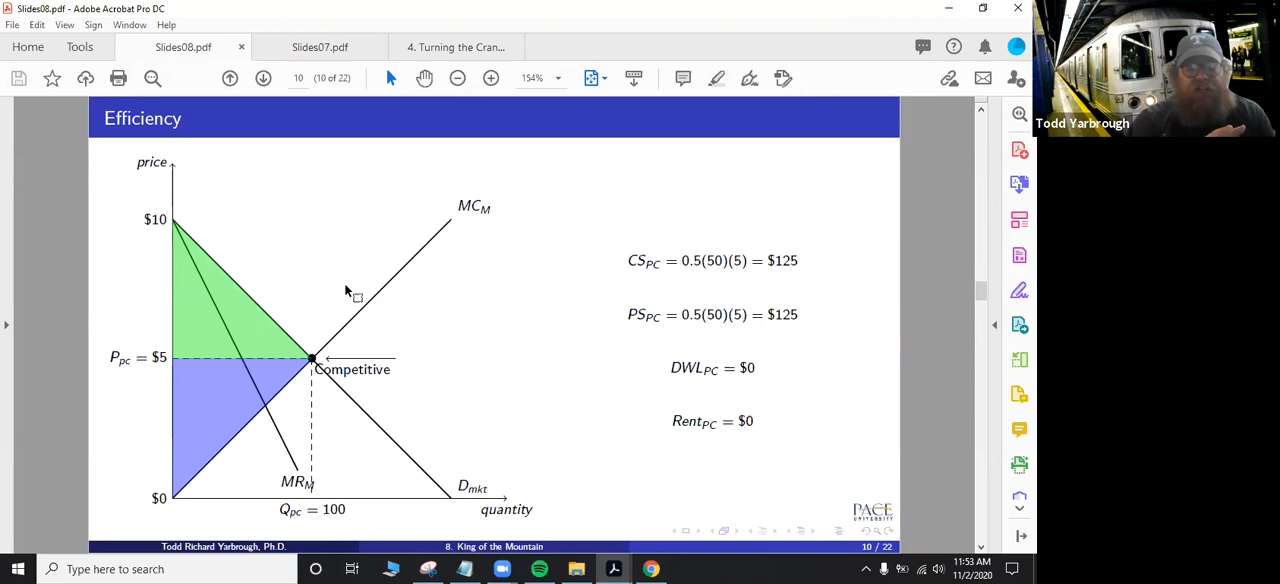 Slides08.pdf - Adobe Acrobat Pro DC
File Edit View Sign Window Help
Home Tools Slides08.pdf × Slides07.pdf 4. Turning the Cran...
10 (10 of 22) 154%
Todd Yarbrough
Efficiency
price
$10
MC_M
CS_PC = 0.5(50)(5) = $125
PS_PC = 0.5(50)(5) = $125
P_pc = $5
Competitive
DWL_PC = $0
Rent_PC = $0
MR_M
D_mkt
$0
Q_pc = 100
quantity
PACE
UNIVERSITY
Todd Richard Yarbrough, Ph.D. 8. King of the Mountain 10 / 22
Type here to search
11:53 AM
11/2/2020